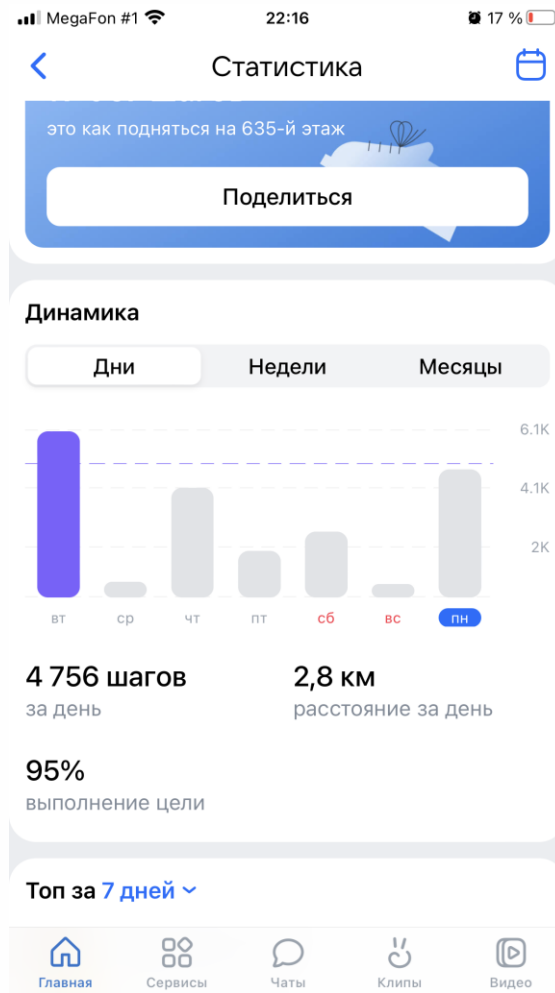 MegaFon #1 22:16 17 %
Статистика
это как подняться на 635-й этаж
Поделиться
Динамика
Дни Недели Месяцы
6.1K
4.1K
2K
вт ср чт пт сб вс пн
4 756 шагов 2,8 км
за день расстояние за день
95%
выполнение цели
Топ за 7 дней
Главная Сервисы Чаты Клипы Видео